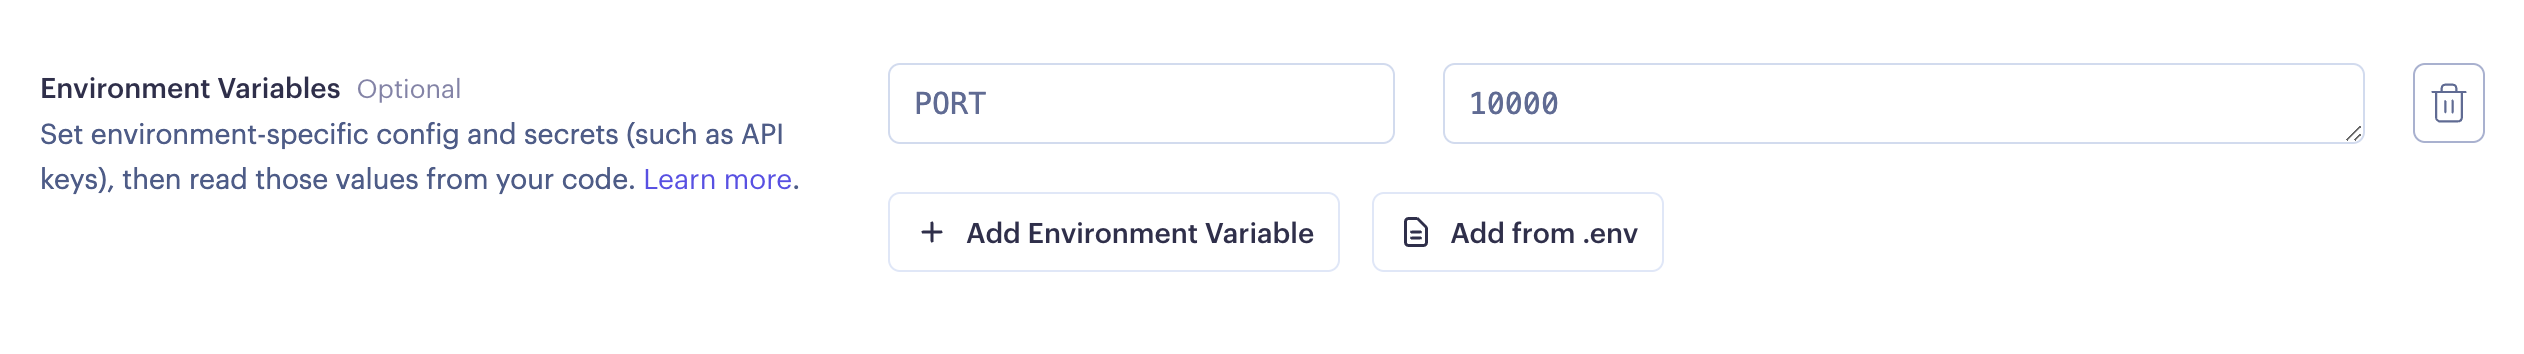 Environment Variables Optional
Set environment-specific config and secrets (such as API
keys), then read those values from your code. Learn more.
PORT
10000
Add Environment Variable
Add from .env